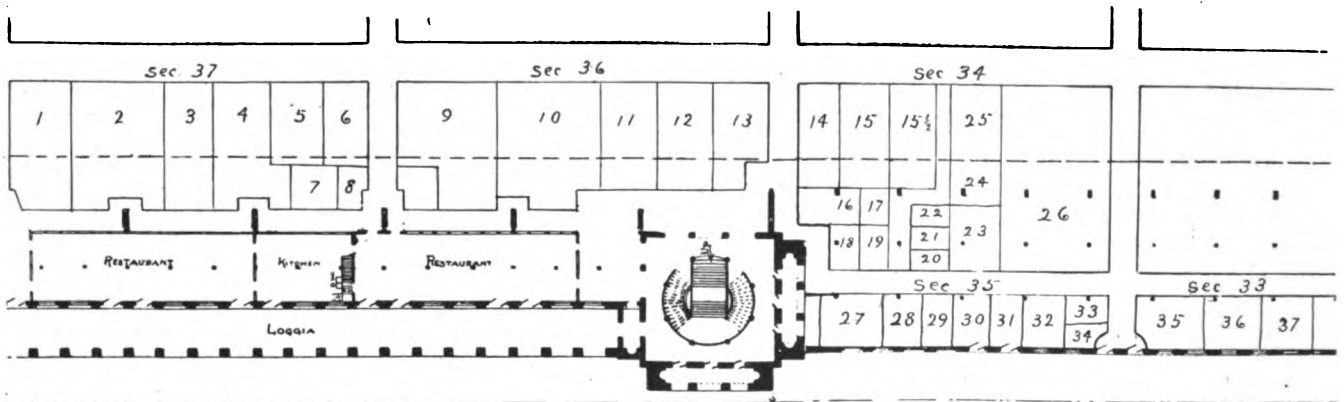 Sec 37
Sec 36
Sec 34
1 2 3 4 5 6
9 10 11 12 13
14 15 15½ 25
7 8
24
16 17 22 26
18 19 21 23
20
RESTAURANT KITCHEN RESTAURANT
Sec 35
Sec 33
27 28 29 30 31 32 33
34
35 36 37
LOGGIA